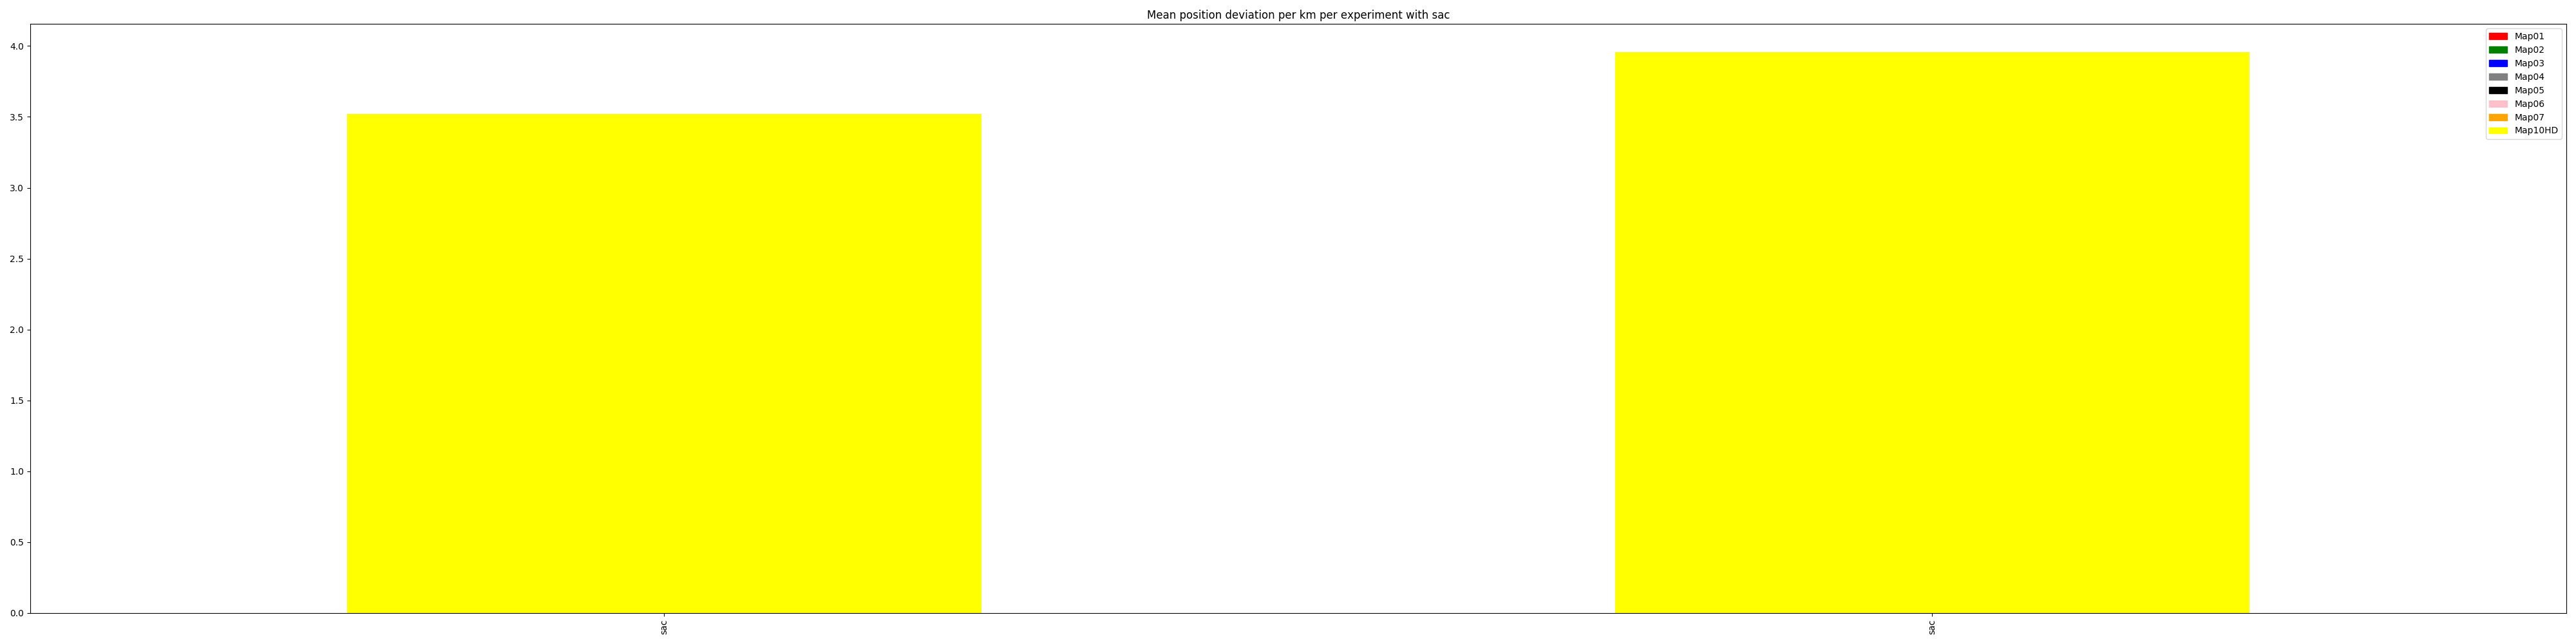 Mean position deviation per km per experiment with sac
4.0
3.5
3.0
2.5
2.0
1.5
1.0
0.5
0.0
Map01
Map02
Map03
Map04
Map05
Map06
Map07
Map10HD
sac
sac